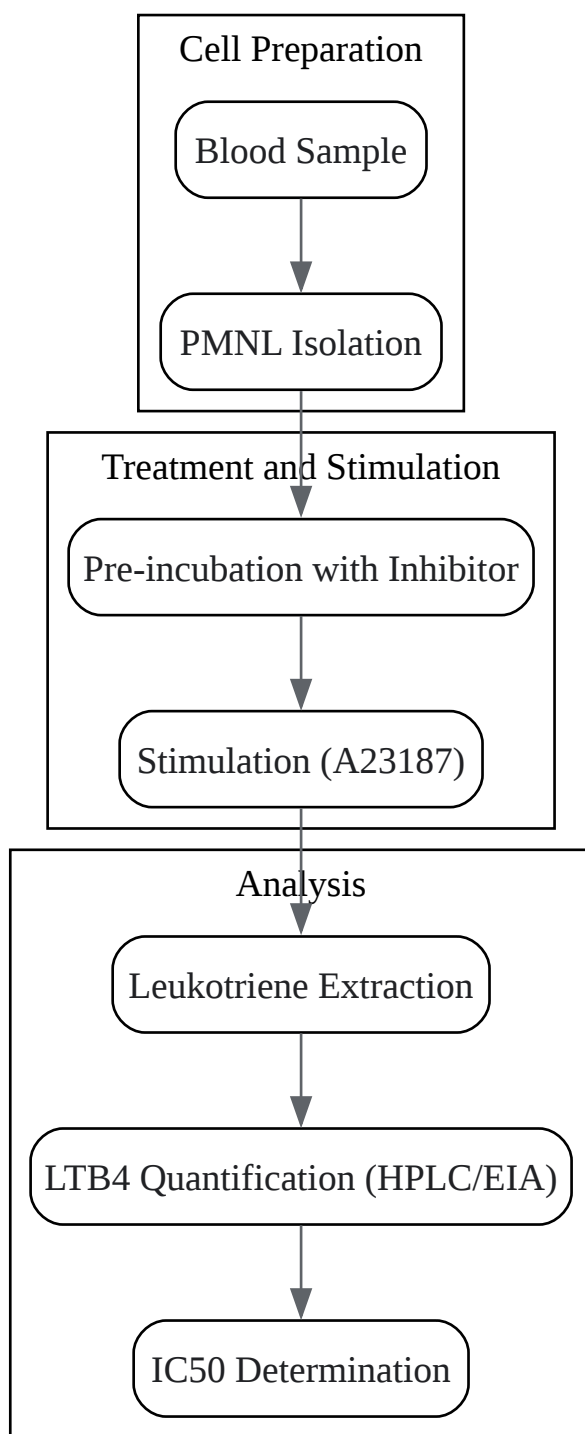 Cell Preparation
Blood Sample
PMNL Isolation
Treatment and Stimulation
Pre-incubation with Inhibitor
Stimulation (A23187)
Analysis
Leukotriene Extraction
LTB4 Quantification (HPLC/EIA)
IC50 Determination